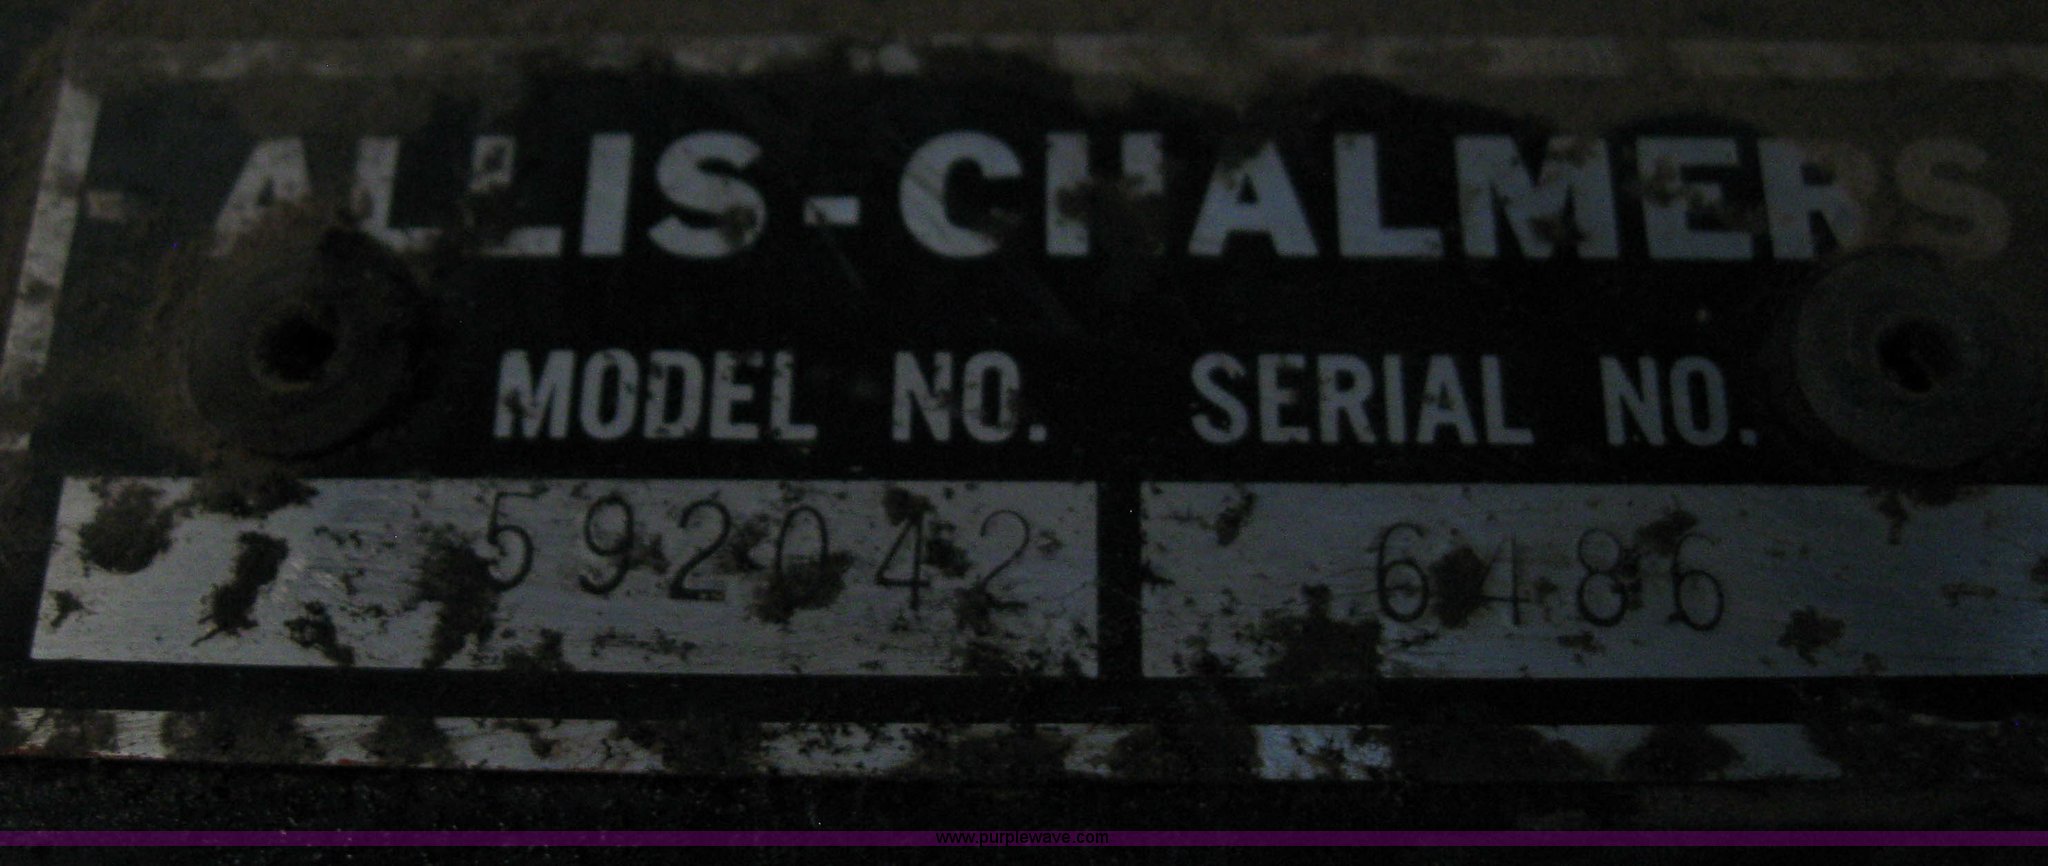 ALLIS-CHALMERS
MODEL NO. SERIAL NO.
592042 6486
www.purplewave.com